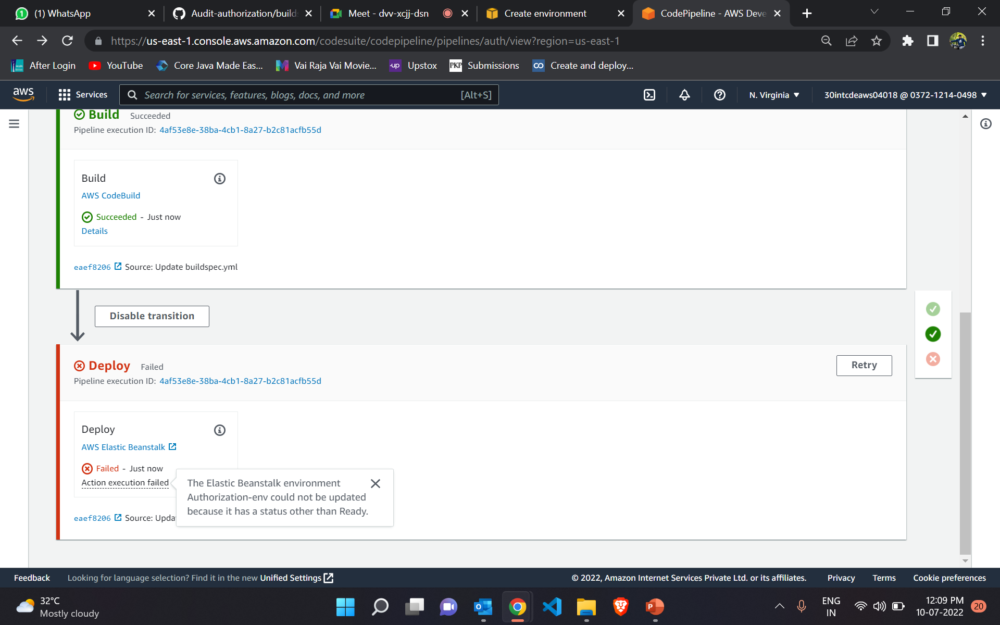 (1) WhatsApp
Audit-authorization/build
Meet - dvv-xcjj-dsn
Create environment
CodePipeline - AWS Deve
https://us-east-1.console.aws.amazon.com/codesuite/codepipeline/pipelines/auth/view?region=us-east-1
After Login
YouTube
Core Java Made Eas...
Vai Raja Vai Movie...
up
Upstox
PKP
Submissions
Create and deploy...
aws
Services
Search for services, features, blogs, docs, and more
[Alt+S]
N. Virginia
30intcdeaws04018 @ 0372-1214-0498
Build Succeeded
Pipeline execution ID: 4af53e8e-38ba-4cb1-8a27-b2c81acfb55d
Build
AWS CodeBuild
Succeeded - Just now
Details
eaef8206 Source: Update buildspec.yml
Disable transition
Deploy Failed
Retry
Pipeline execution ID: 4af53e8e-38ba-4cb1-8a27-b2c81acfb55d
Deploy
AWS Elastic Beanstalk
Failed - Just now
Action execution failed
The Elastic Beanstalk environment
Authorization-env could not be updated
because it has a status other than Ready.
eaef8206 Source: Upda
Feedback
Looking for language selection? Find it in the new Unified Settings
© 2022, Amazon Internet Services Private Ltd. or its affiliates.
Privacy
Terms
Cookie preferences
32°C
Mostly cloudy
ENG
IN
12:09 PM
10-07-2022
20